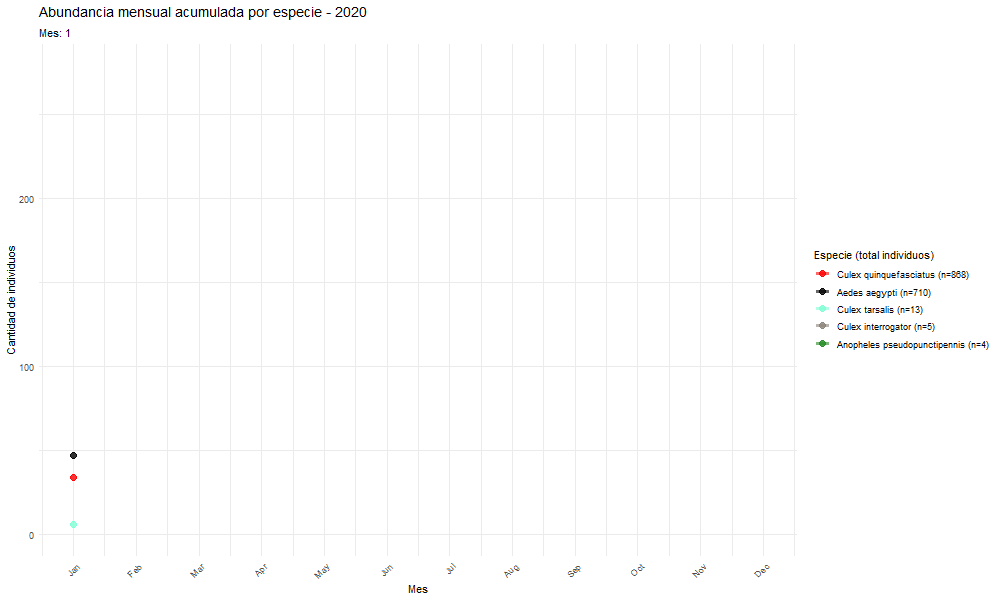 Abundancia mensual acumulada por especie - 2020
Mes: 1
Cantidad de individuos
200
100
0
Jan
Feb
Mar
Apr
May
Jun
Jul
Aug
Sep
Oct
Nov
Dec
Mes
Especie (total individuos)
Culex quinquefasciatus (n=868)
Aedes aegypti (n=710)
Culex tarsalis (n=13)
Culex interrogator (n=5)
Anopheles pseudopunctipennis (n=4)